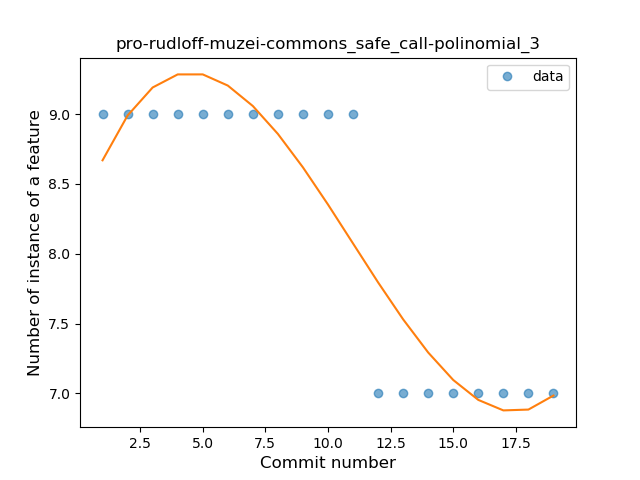 pro-rudloff-muzei-commons_safe_call-polinomial_3
data
Number of instance of a feature
9.0
8.5
8.0
7.5
7.0
2.5 5.0 7.5 10.0 12.5 15.0 17.5
Commit number